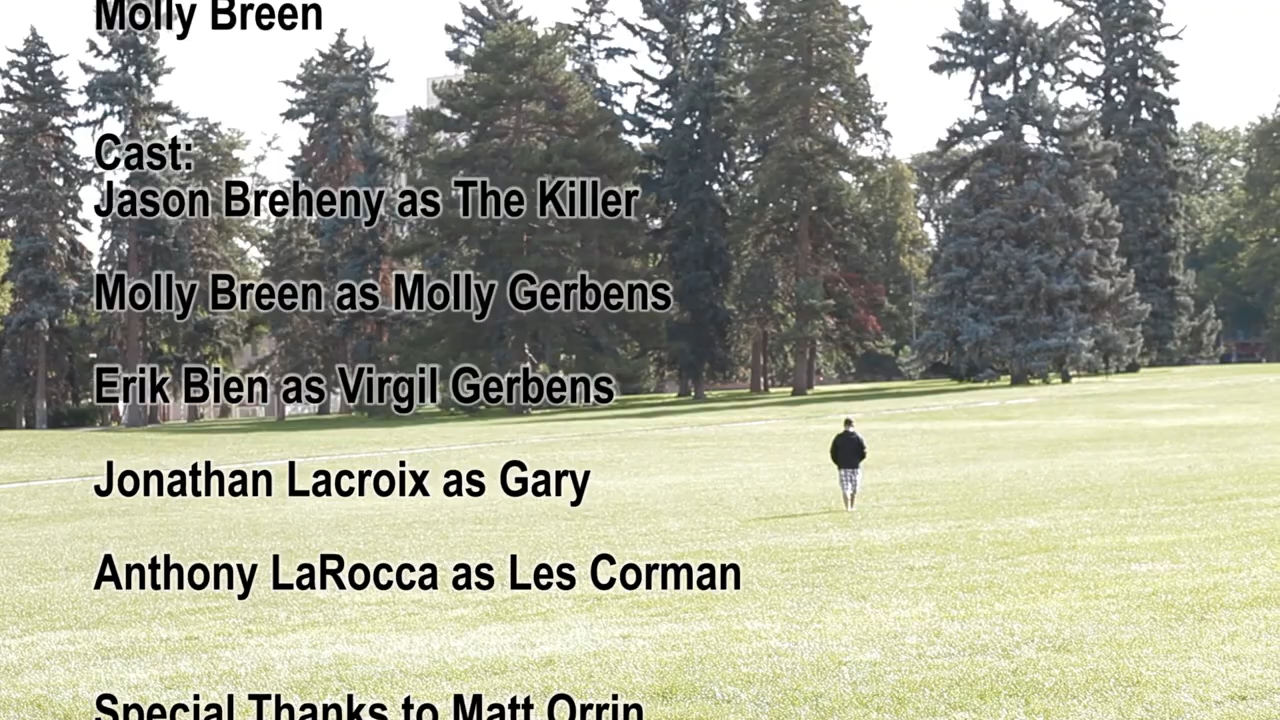 Molly Breen
Cast:
Jason Breheny as The Killer
Molly Breen as Molly Gerbens
Erik Bien as Virgil Gerbens
Jonathan Lacroix as Gary
Anthony LaRocca as Les Corman
Special Thanks to Matt Orrin